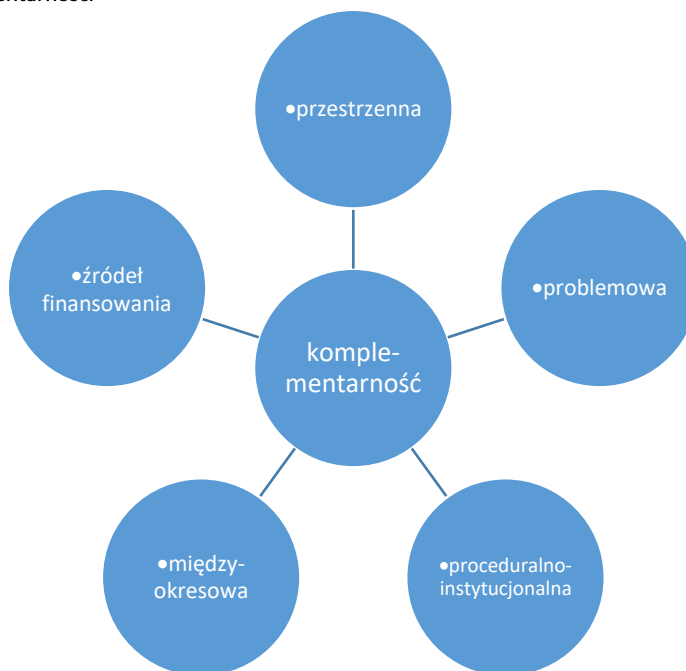 •przestrzenna
•źródeł
finansowania
•problemowa
komple-
mentarność
•między-
okresowa
•proceduralno-
instytucjonalna